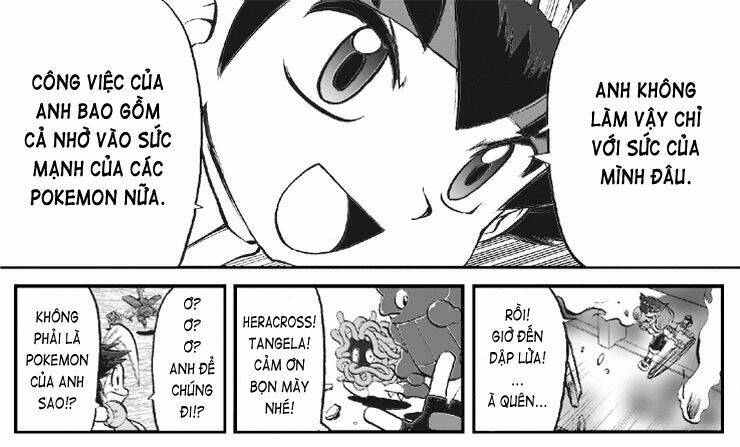 ANH KHÔNG
LÀM VẬY CHỈ
VỚI SỨC CỦA
MÌNH ĐÂU.
CÔNG VIỆC CỦA
ANH BAO GỒM
CẢ NHỜ VÀO SỨC
MẠNH CỦA CÁC
POKEMON NỮA.
RỒI!
GIỜ ĐẾN
DẬP LỬA!
...
À QUÊN...
HERACROSS!
TANGELA!
CẢM ƠN
BỌN MÀY
NHÉ!
Ơ?
Ơ?
Ơ?
ANH ĐỂ
CHÚNG
ĐI!?
KHÔNG
PHẢI LÀ
POKEMON
CỦA ANH
SAO!?